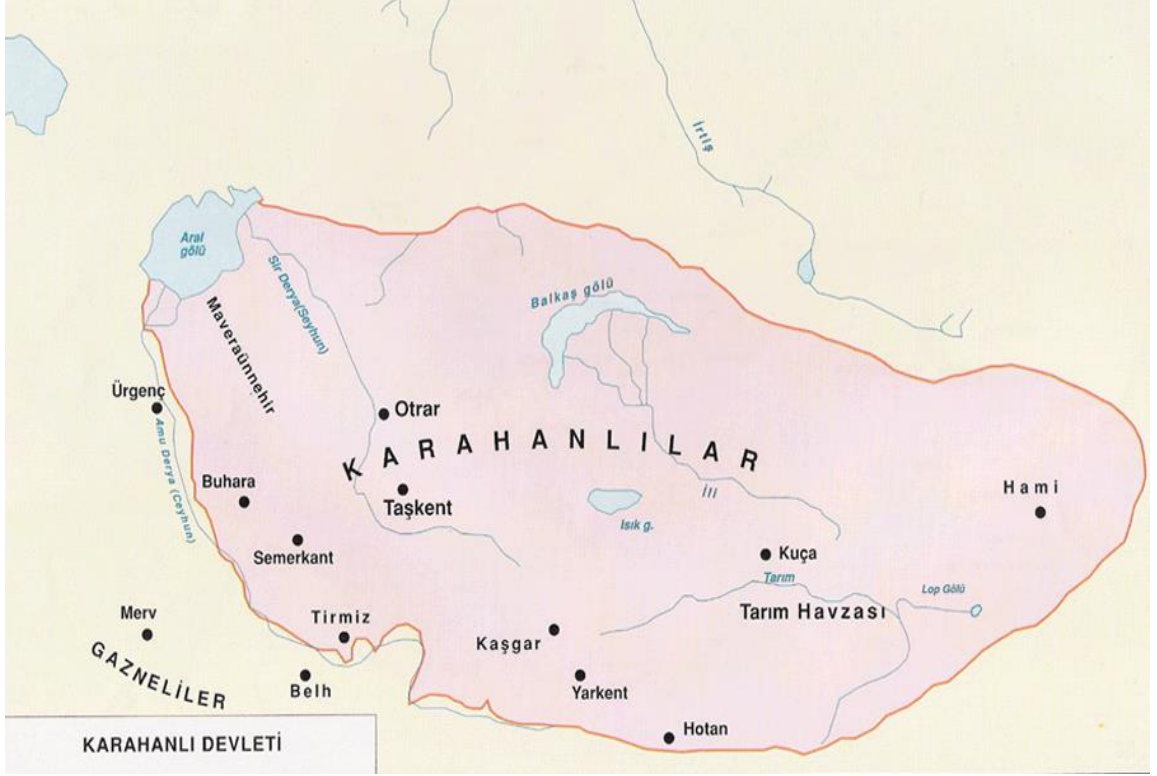 İrtiş
Aral
gölü
Sir Derya(Seyhun)
Balkaş gölü
Maveraünnehir
Ürgenç
Otrar
Amu Derya (Ceyhun)
KARAHANLILAR
Buhara
Taşkent
İli
Hami
Isık g.
Semerkant
Kuça
Tarım
Lop Gölü
Merv
Tirmiz
Tarım Havzası
Kaşgar
GAZNELİLER
Belh
Yarkent
Hotan
KARAHANLI DEVLETİ